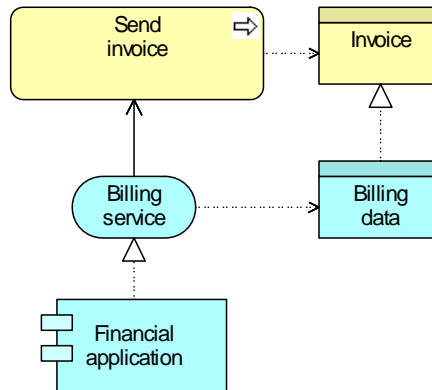 Send
invoice
Invoice
Billing
service
Billing
data
Financial
application